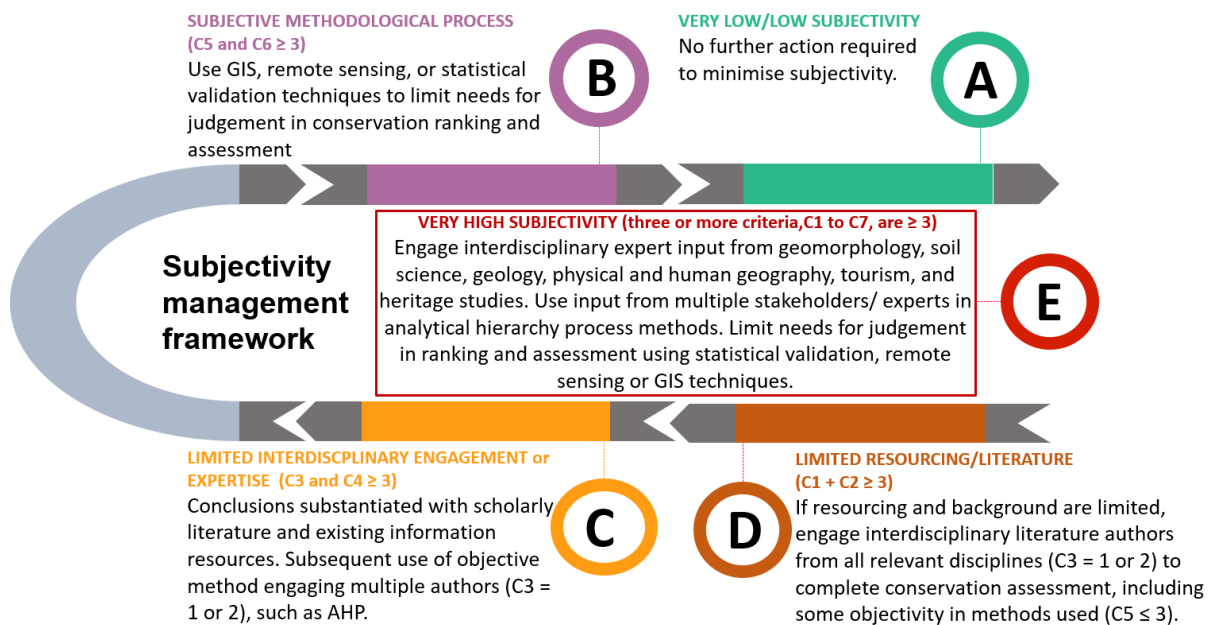 SUBJECTIVE METHODOLOGICAL PROCESS
(C5 and C6 ≥ 3)
Use GIS, remote sensing, or statistical
validation techniques to limit needs for
judgement in conservation ranking and
assessment
B
VERY LOW/LOW SUBJECTIVITY
No further action required
to minimise subjectivity.
A
Subjectivity
management
framework
VERY HIGH SUBJECTIVITY (three or more criteria,C1 to C7, are ≥ 3)
Engage interdisciplinary expert input from geomorphology, soil
science, geology, physical and human geography, tourism, and
heritage studies. Use input from multiple stakeholders/ experts in
analytical hierarchy process methods. Limit needs for judgement
in ranking and assessment using statistical validation, remote
sensing or GIS techniques.
E
LIMITED INTERDISCPLINARY ENGAGEMENT or
EXPERTISE  (C3 and C4 ≥ 3)
Conclusions substantiated with scholarly
literature and existing information
resources. Subsequent use of objective
method engaging multiple authors (C3 =
1 or 2), such as AHP.
C
D
LIMITED RESOURCING/LITERATURE
(C1 + C2 ≥ 3)
If resourcing and background are limited,
engage interdisciplinary literature authors
from all relevant disciplines (C3 = 1 or 2) to
complete conservation assessment, including
some objectivity in methods used (C5 ≤ 3).